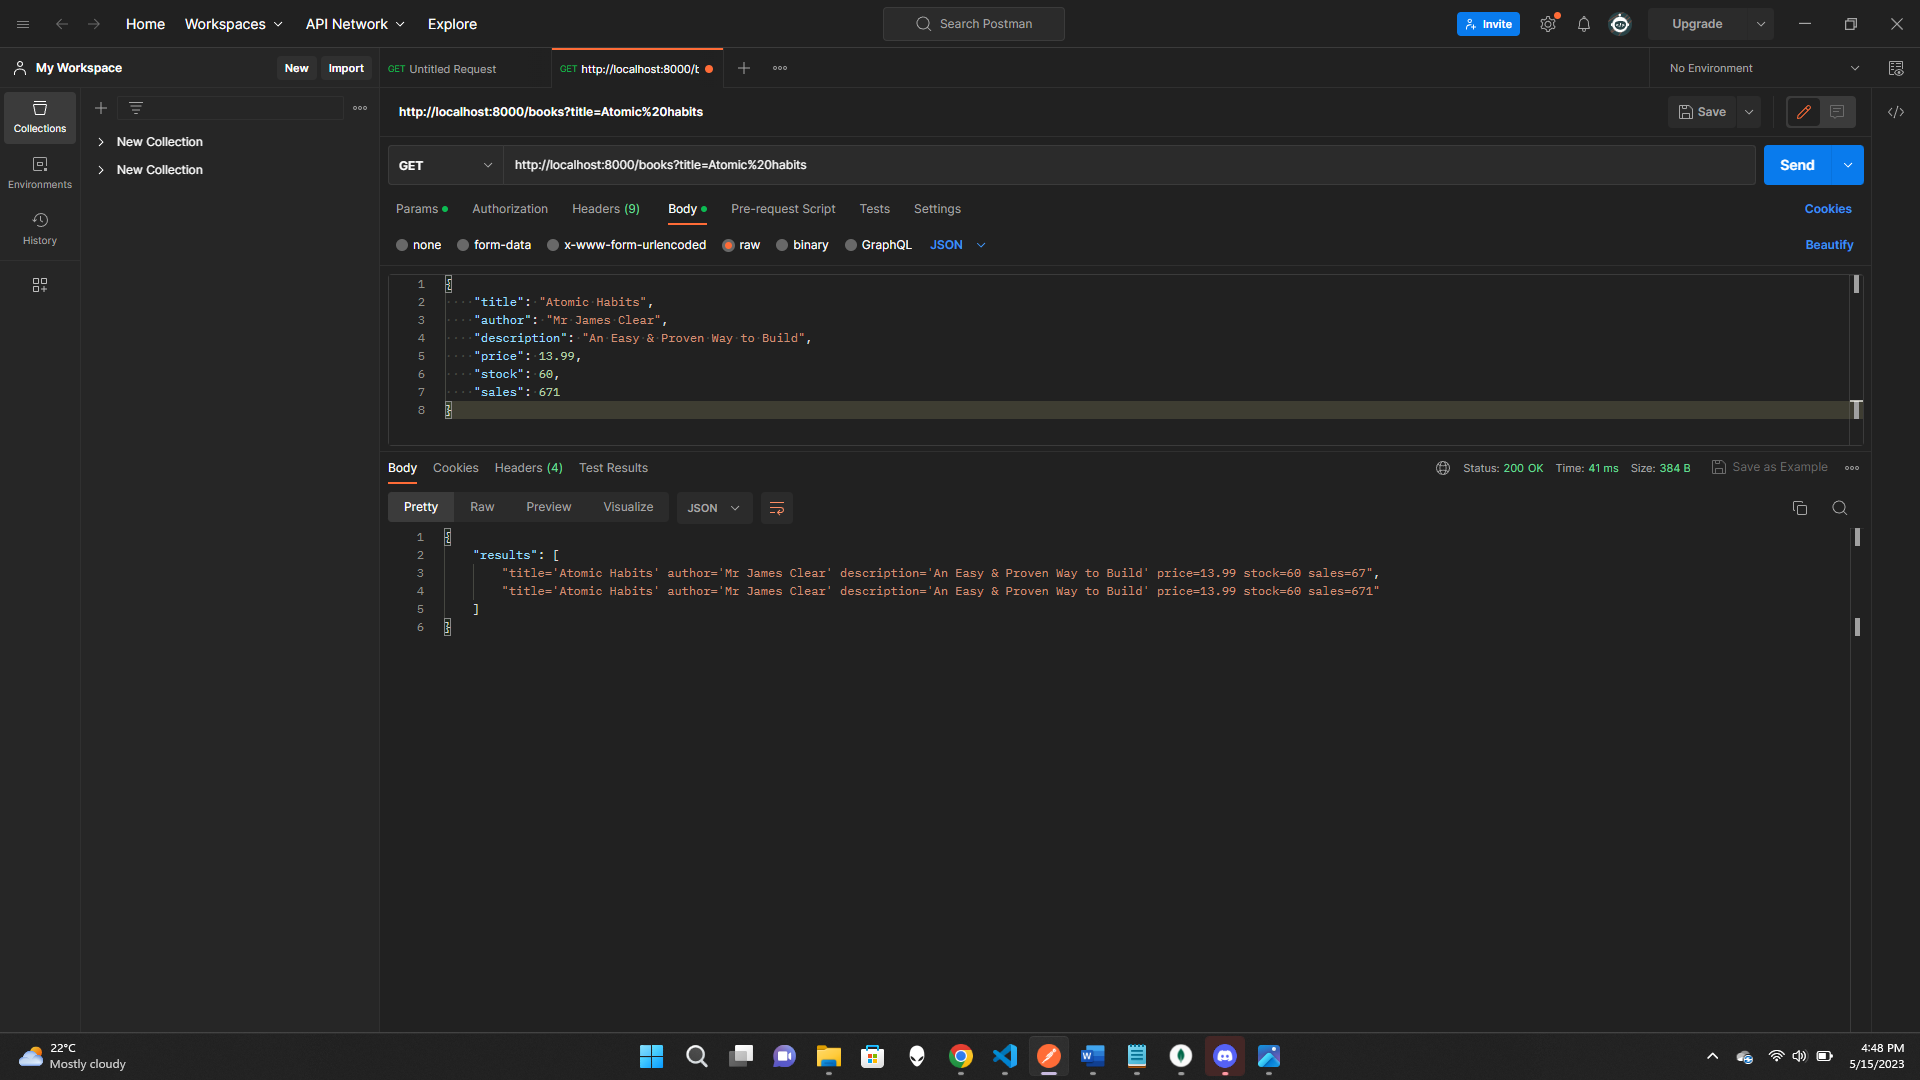 Home Workspaces API Network Explore Search Postman Invite Upgrade
My Workspace New Import GET Untitled Request GET http://localhost:8000/b No Environment
http://localhost:8000/books?title=Atomic%20habits Save
Collections
New Collection
New Collection
Environments
History
GET http://localhost:8000/books?title=Atomic%20habits Send
Params Authorization Headers (9) Body Pre-request Script Tests Settings Cookies
none form-data x-www-form-urlencoded raw binary GraphQL JSON Beautify
1 {
2 "title": "Atomic Habits",
3 "author": "Mr James Clear",
4 "description": "An Easy & Proven Way to Build",
5 "price": 13.99,
6 "stock": 60,
7 "sales": 671
8 }
Body Cookies Headers (4) Test Results Status: 200 OK Time: 41 ms Size: 384 B Save as Example
Pretty Raw Preview Visualize JSON
1 {
2 "results": [
3 "title='Atomic Habits' author='Mr James Clear' description='An Easy & Proven Way to Build' price=13.99 stock=60 sales=67",
4 "title='Atomic Habits' author='Mr James Clear' description='An Easy & Proven Way to Build' price=13.99 stock=60 sales=671"
5 ]
6 }
22°C
Mostly cloudy
4:48 PM
5/15/2023